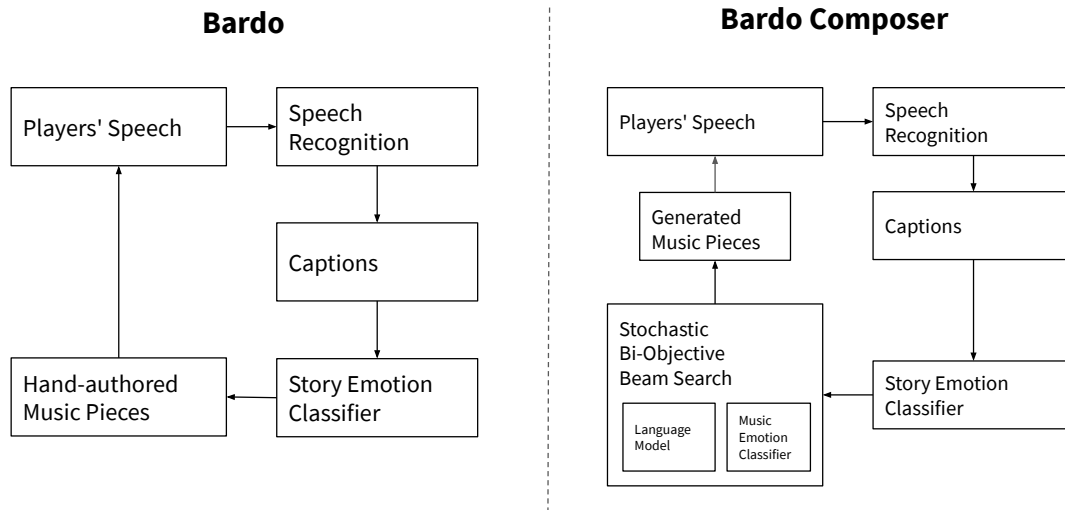 Bardo
Players' Speech
Speech
Recognition
Captions
Story Emotion
Classifier
Hand-authored
Music Pieces
Bardo Composer
Players' Speech
Speech
Recognition
Captions
Story Emotion
Classifier
Stochastic
Bi-Objective
Beam Search
Language
Model
Music
Emotion
Classifier
Generated
Music Pieces